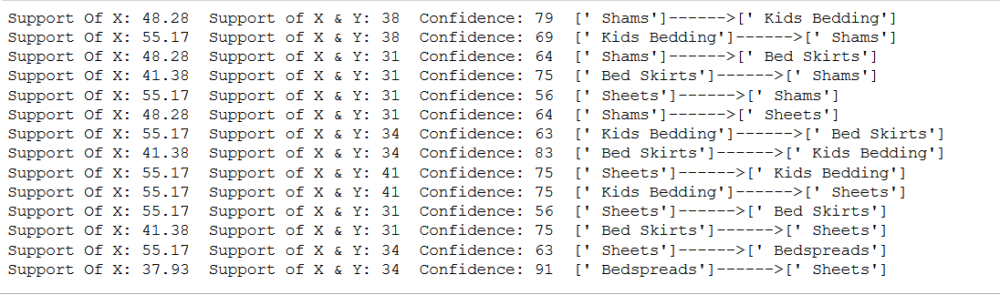 Support Of X: 48.28  Support of X & Y: 38  Confidence: 79  [' Shams']------>[' Kids Bedding']
Support Of X: 55.17  Support of X & Y: 38  Confidence: 69  [' Kids Bedding']------>[' Shams']
Support Of X: 48.28  Support of X & Y: 31  Confidence: 64  [' Shams']------>[' Bed Skirts']
Support Of X: 41.38  Support of X & Y: 31  Confidence: 75  [' Bed Skirts']------>[' Shams']
Support Of X: 55.17  Support of X & Y: 31  Confidence: 56  [' Sheets']------>[' Shams']
Support Of X: 48.28  Support of X & Y: 31  Confidence: 64  [' Shams']------>[' Sheets']
Support Of X: 55.17  Support of X & Y: 34  Confidence: 63  [' Kids Bedding']------>[' Bed Skirts']
Support Of X: 41.38  Support of X & Y: 34  Confidence: 83  [' Bed Skirts']------>[' Kids Bedding']
Support Of X: 55.17  Support of X & Y: 41  Confidence: 75  [' Sheets']------>[' Kids Bedding']
Support Of X: 55.17  Support of X & Y: 41  Confidence: 75  [' Kids Bedding']------>[' Sheets']
Support Of X: 55.17  Support of X & Y: 31  Confidence: 56  [' Sheets']------>[' Bed Skirts']
Support Of X: 41.38  Support of X & Y: 31  Confidence: 75  [' Bed Skirts']------>[' Sheets']
Support Of X: 55.17  Support of X & Y: 34  Confidence: 63  [' Sheets']------>[' Bedspreads']
Support Of X: 37.93  Support of X & Y: 34  Confidence: 91  [' Bedspreads']------>[' Sheets']